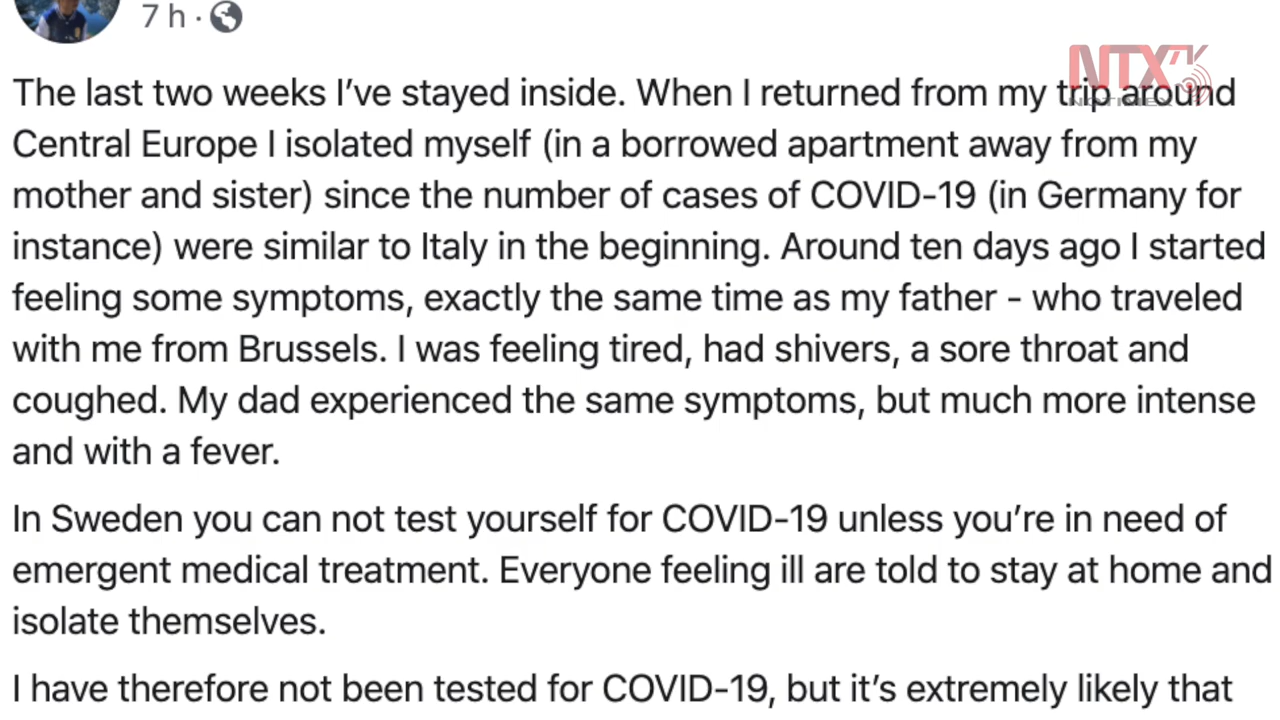 7 h ·
NTX
NOTIMEX
The last two weeks I’ve stayed inside. When I returned from my trip around
Central Europe I isolated myself (in a borrowed apartment away from my
mother and sister) since the number of cases of COVID-19 (in Germany for
instance) were similar to Italy in the beginning. Around ten days ago I started
feeling some symptoms, exactly the same time as my father - who traveled
with me from Brussels. I was feeling tired, had shivers, a sore throat and
coughed. My dad experienced the same symptoms, but much more intense
and with a fever.
In Sweden you can not test yourself for COVID-19 unless you’re in need of
emergent medical treatment. Everyone feeling ill are told to stay at home and
isolate themselves.
I have therefore not been tested for COVID-19, but it’s extremely likely that